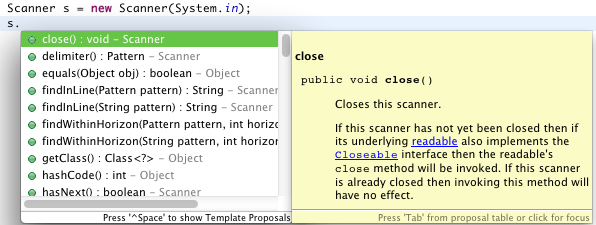 Scanner s = new Scanner(System.in);
s.
close() : void – Scanner
delimiter() : Pattern – Scanner
equals(Object obj) : boolean – Object
findInLine(Pattern pattern) : String – Scanner
findInLine(String pattern) : String – Scanner
findWithinHorizon(Pattern pattern, int horizo
findWithinHorizon(String pattern, int horizon
getClass() : Class<?> – Object
hashCode() : int – Object
hasNext() : boolean – Scanner
Press '^Space' to show Template Proposals
close
public void close()
Closes this scanner.
If this scanner has not yet been closed then if
its underlying readable also implements the
Closeable interface then the readable's
close method will be invoked. If this scanner
is already closed then invoking this method will
have no effect.
Press 'Tab' from proposal table or click for focus